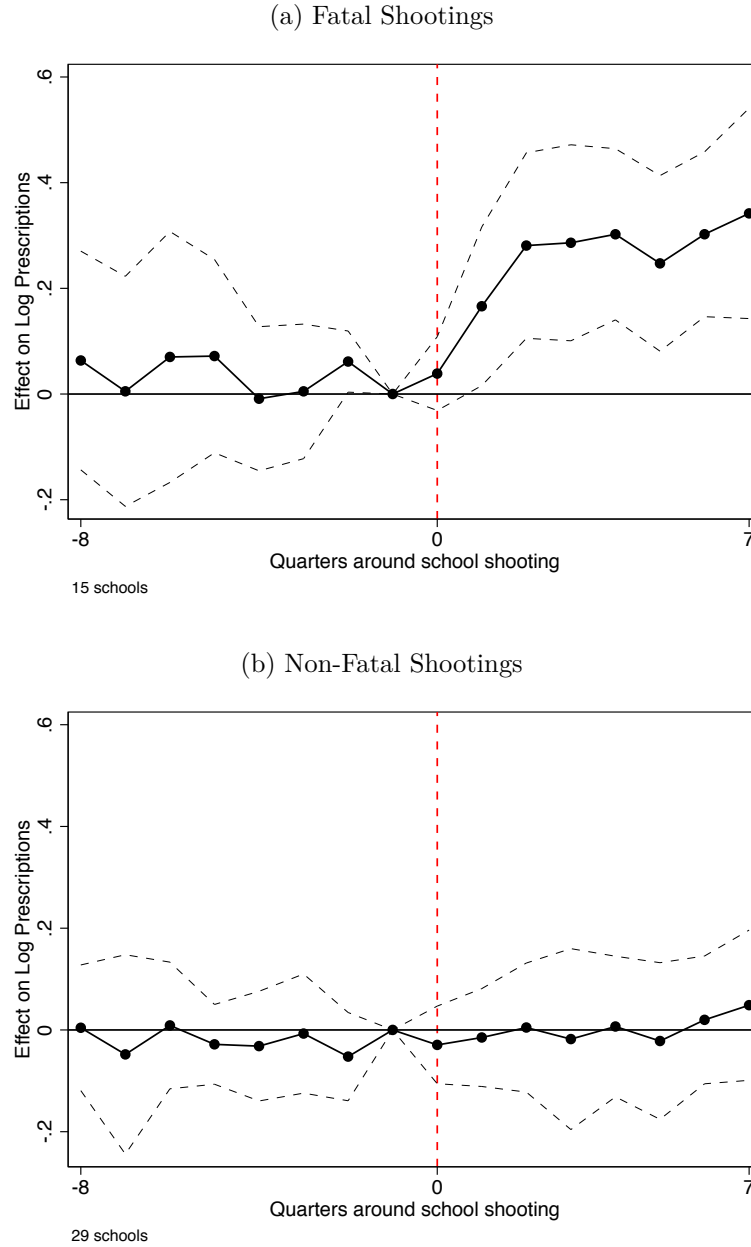 (a) Fatal Shootings
.6
.4
.2
0
-.2
Effect on Log Prescriptions
-8
0
7
Quarters around school shooting
15 schools
(b) Non-Fatal Shootings
.6
.4
.2
0
-.2
Effect on Log Prescriptions
-8
0
7
Quarters around school shooting
29 schools